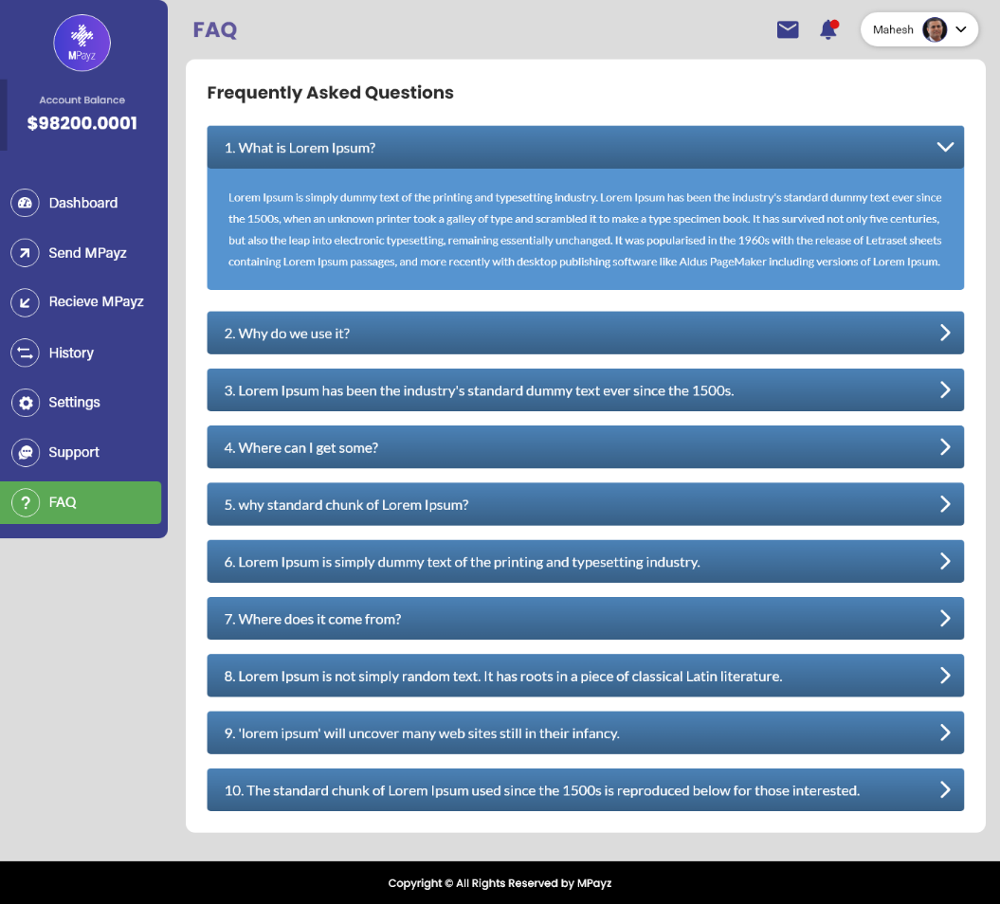 MPayz
Account Balance
$98200.0001
Dashboard
Send MPayz
Recieve MPayz
History
Settings
Support
FAQ
FAQ
Mahesh
Frequently Asked Questions
1. What is Lorem Ipsum?
Lorem Ipsum is simply dummy text of the printing and typesetting industry. Lorem Ipsum has been the industry's standard dummy text ever since
the 1500s, when an unknown printer took a galley of type and scrambled it to make a type specimen book. It has survived not only five centuries,
but also the leap into electronic typesetting, remaining essentially unchanged. It was popularised in the 1960s with the release of Letraset sheets
containing Lorem Ipsum passages, and more recently with desktop publishing software like Aldus PageMaker including versions of Lorem Ipsum.
2. Why do we use it?
3. Lorem Ipsum has been the industry's standard dummy text ever since the 1500s.
4. Where can I get some?
5. why standard chunk of Lorem Ipsum?
6. Lorem Ipsum is simply dummy text of the printing and typesetting industry.
7. Where does it come from?
8. Lorem Ipsum is not simply random text. It has roots in a piece of classical Latin literature.
9. 'lorem ipsum' will uncover many web sites still in their infancy.
10. The standard chunk of Lorem Ipsum used since the 1500s is reproduced below for those interested.
Copyright © All Rights Reserved by MPayz